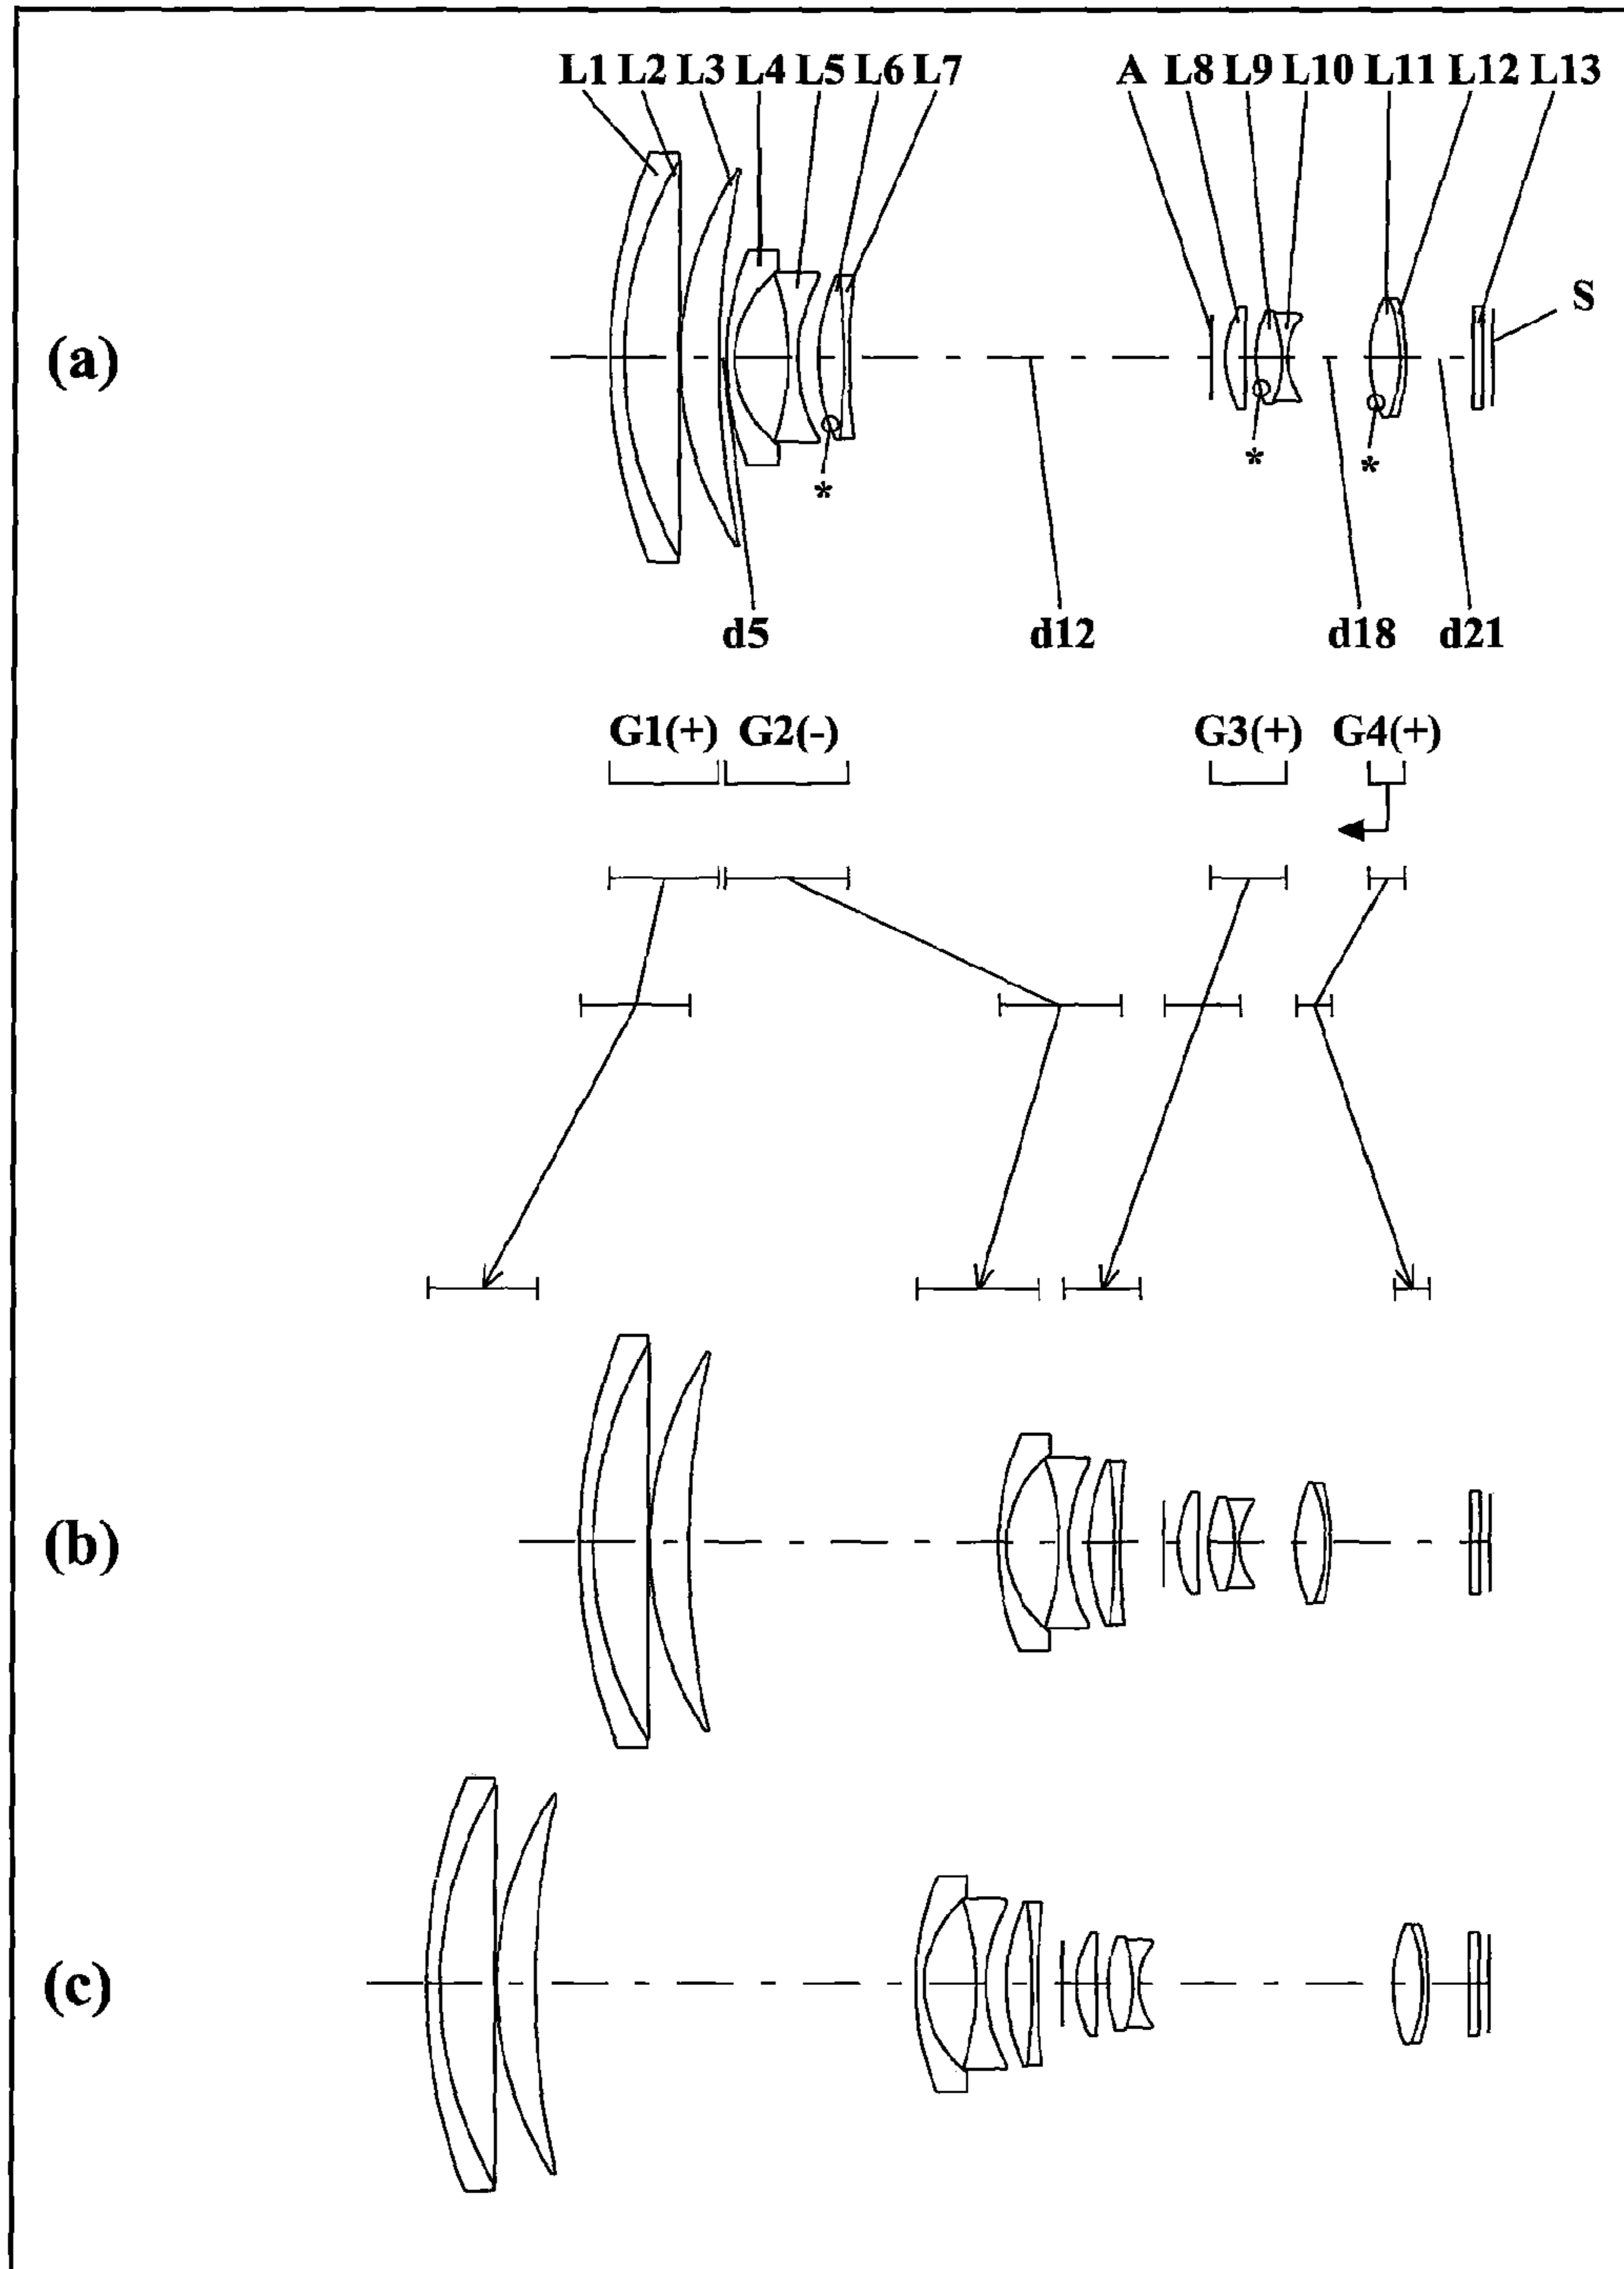 L1 L2 L3 L4 L5 L6 L7 A L8 L9 L10 L11 L12 L13
S
(a)
*
*
*
d5 d12 d18 d21
G1(+) G2(-) G3(+) G4(+)
(b)
(c)